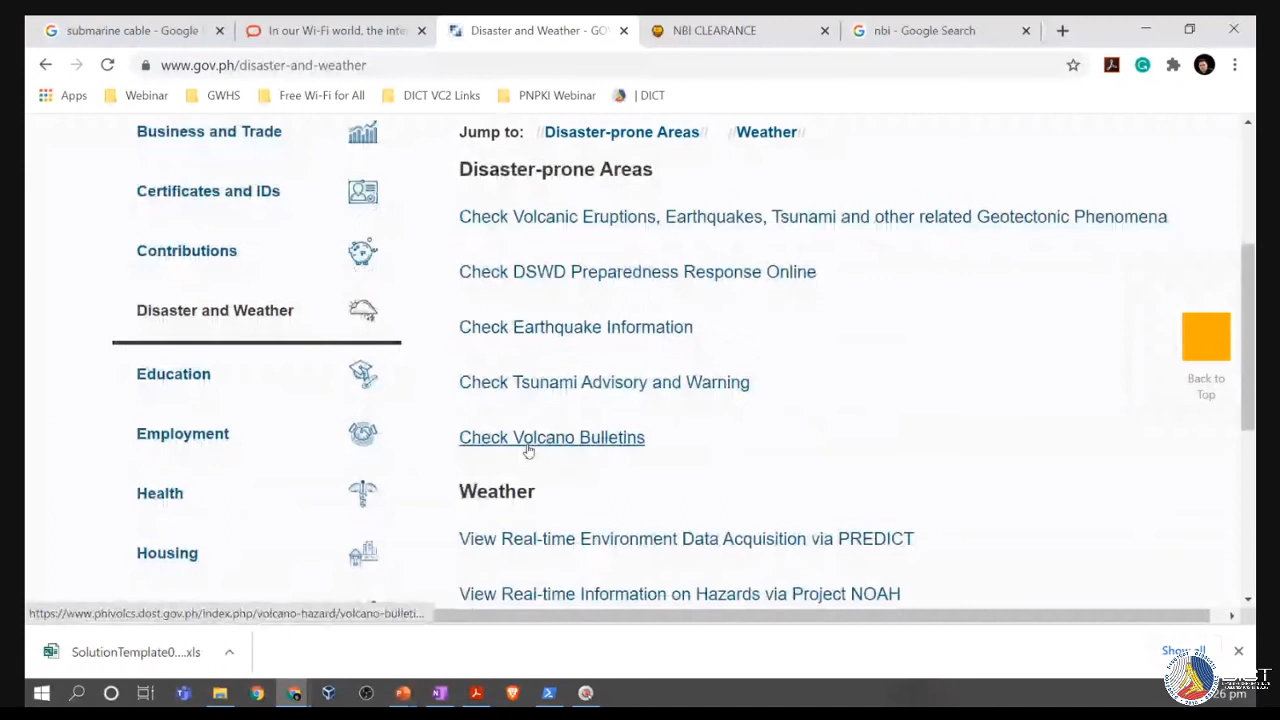 submarine cable - Google
In our Wi-Fi world, the inte
Disaster and Weather - GO
NBI CLEARANCE
nbi - Google Search
www.gov.ph/disaster-and-weather
Apps
Webinar
GWHS
Free Wi-Fi for All
DICT VC2 Links
PNPKI Webinar
| DICT
Business and Trade
Certificates and IDs
Contributions
Disaster and Weather
Education
Employment
Health
Housing
Jump to: Disaster-prone Areas Weather
Disaster-prone Areas
Check Volcanic Eruptions, Earthquakes, Tsunami and other related Geotectonic Phenomena
Check DSWD Preparedness Response Online
Check Earthquake Information
Check Tsunami Advisory and Warning
Check Volcano Bulletins
Weather
View Real-time Environment Data Acquisition via PREDICT
View Real-time Information on Hazards via Project NOAH
Back to
Top
https://www.phivolcs.dost.gov.ph/index.php/volcano-hazard/volcano-bulleti...
SolutionTemplate0....xls
Show all
DICT
26 pm